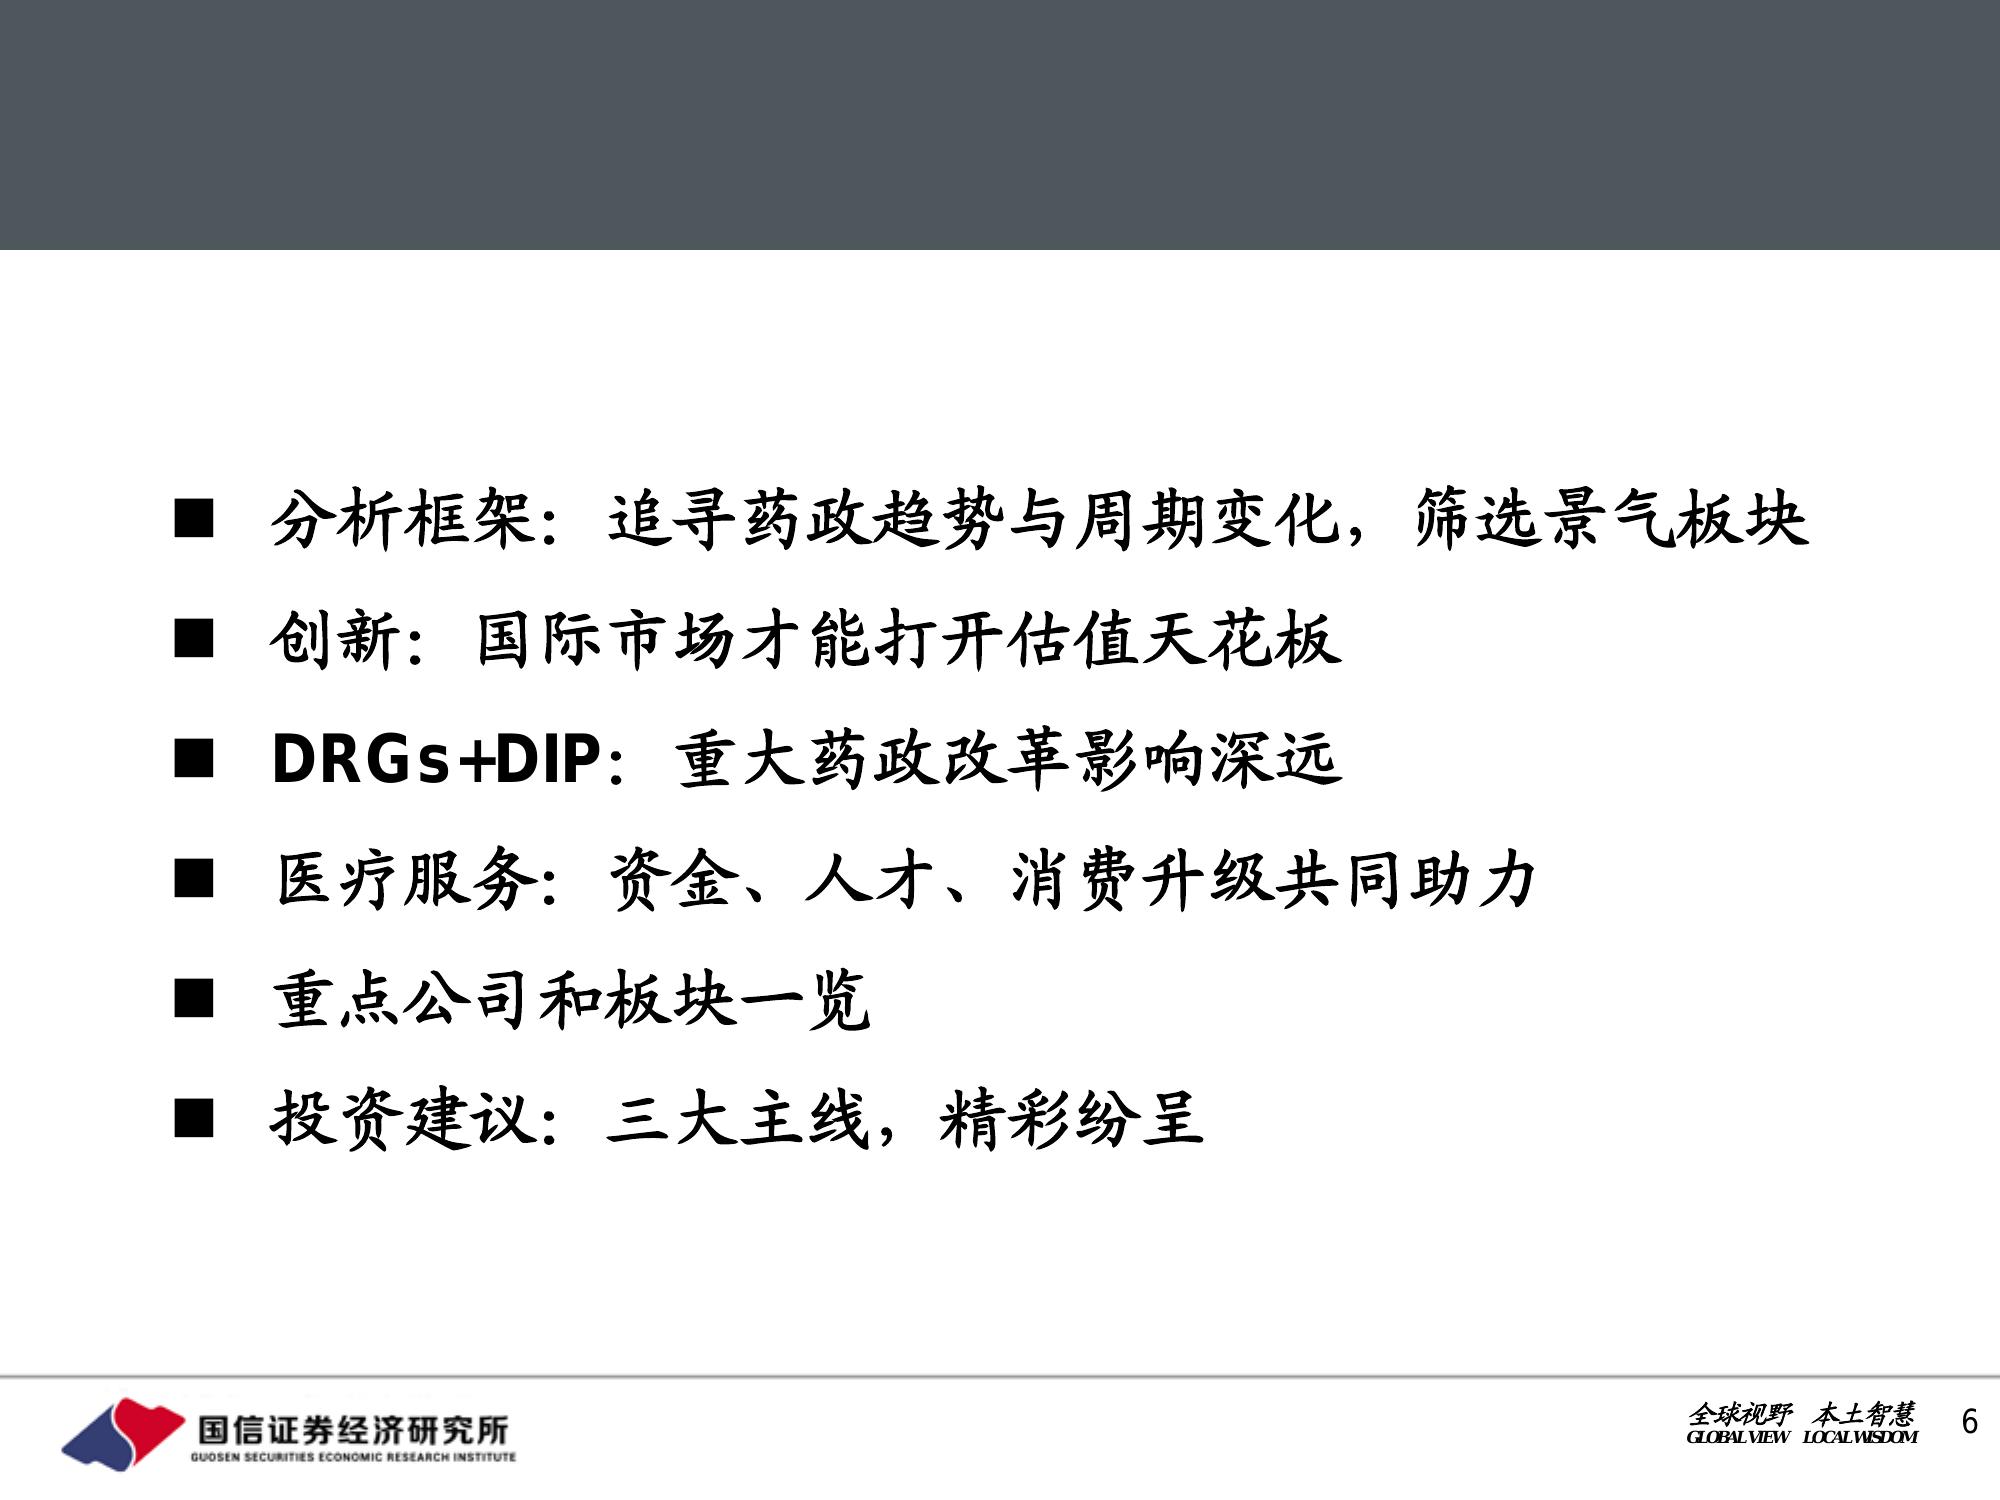 ■ 分析框架：追寻药政趋势与周期变化，筛选景气板块
■ 创新：国际市场才能打开估值天花板
■ DRGs+DIP：重大药政改革影响深远
■ 医疗服务：资金、人才、消费升级共同助力
■ 重点公司和板块一览
■ 投资建议：三大主线，精彩纷呈
国信证券经济研究所
GUOSEN SECURITIES ECONOMIC RESEARCH INSTITUTE
全球视野 本土智慧
GLOBAL VIEW LOCAL WISDOM
6